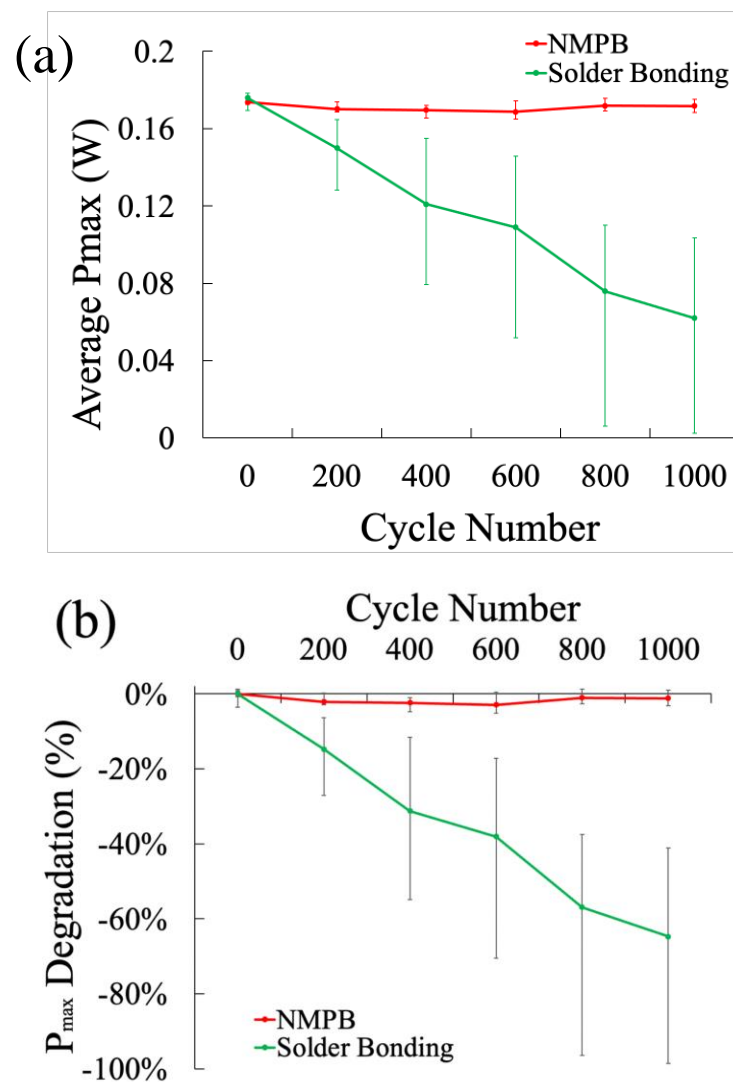 (a)
NMPB
Solder Bonding
Average Pmax (W)
0.2
0.16
0.12
0.08
0.04
0
0 200 400 600 800 1000
Cycle Number
(b)
Cycle Number
0 200 400 600 800 1000
Pmax Degradation (%)
0%
-20%
-40%
-60%
-80%
-100%
NMPB
Solder Bonding